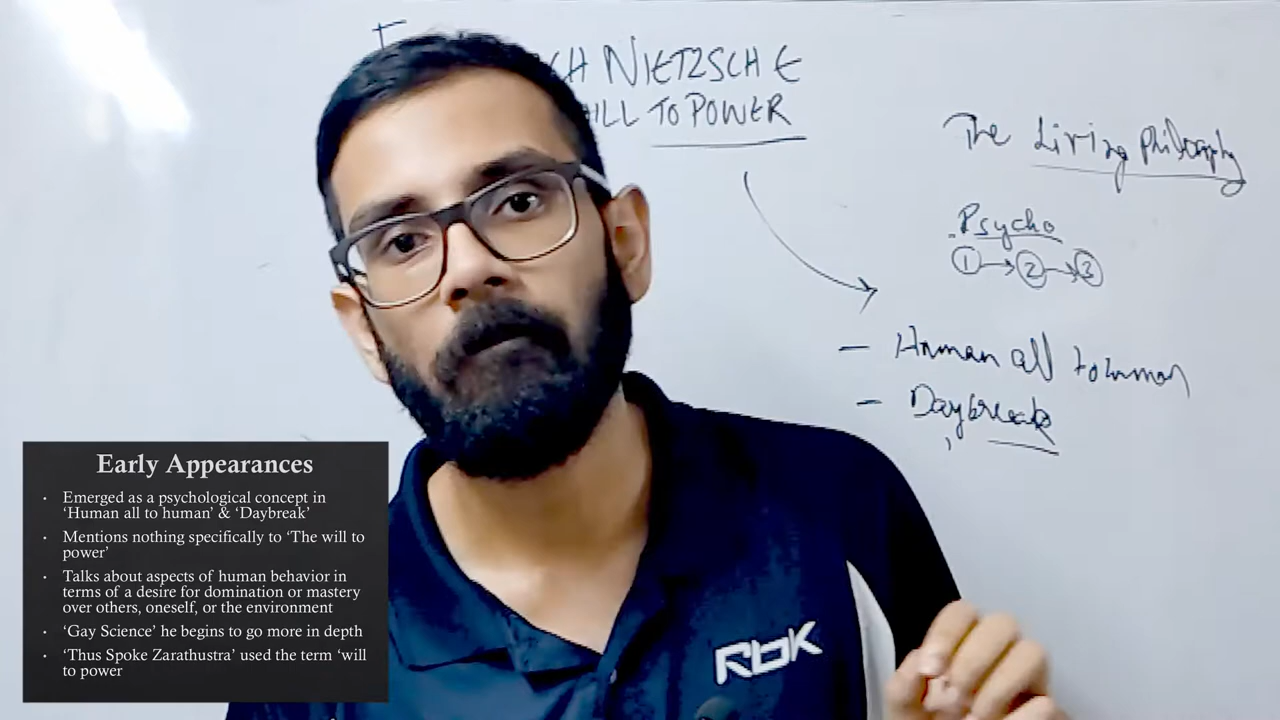 CH NIETZSCHE
ILL TO POWER
The Living Philosophy
Psycho
1 → 2 → 3
- Human all to human
- Daybreak
Early Appearances
• Emerged as a psychological concept in
‘Human all to human’ & ‘Daybreak’
• Mentions nothing specifically to ‘The will to
power’
• Talks about aspects of human behavior in
terms of a desire for domination or mastery
over others, oneself, or the environment
• ‘Gay Science’ he begins to go more in depth
• ‘Thus Spoke Zarathustra’ used the term ‘will
to power
RbK